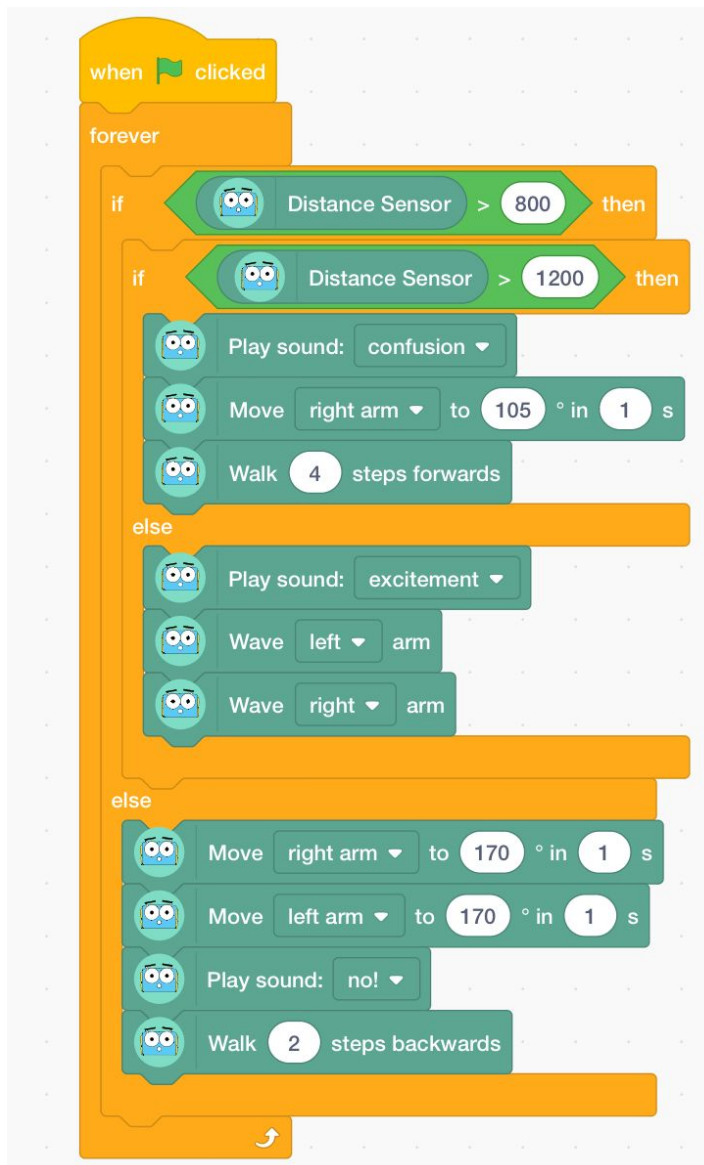 when clicked
forever
if Distance Sensor > 800 then
if Distance Sensor > 1200 then
Play sound: confusion
Move right arm to 105 ° in 1 s
Walk 4 steps forwards
else
Play sound: excitement
Wave left arm
Wave right arm
else
Move right arm to 170 ° in 1 s
Move left arm to 170 ° in 1 s
Play sound: no!
Walk 2 steps backwards